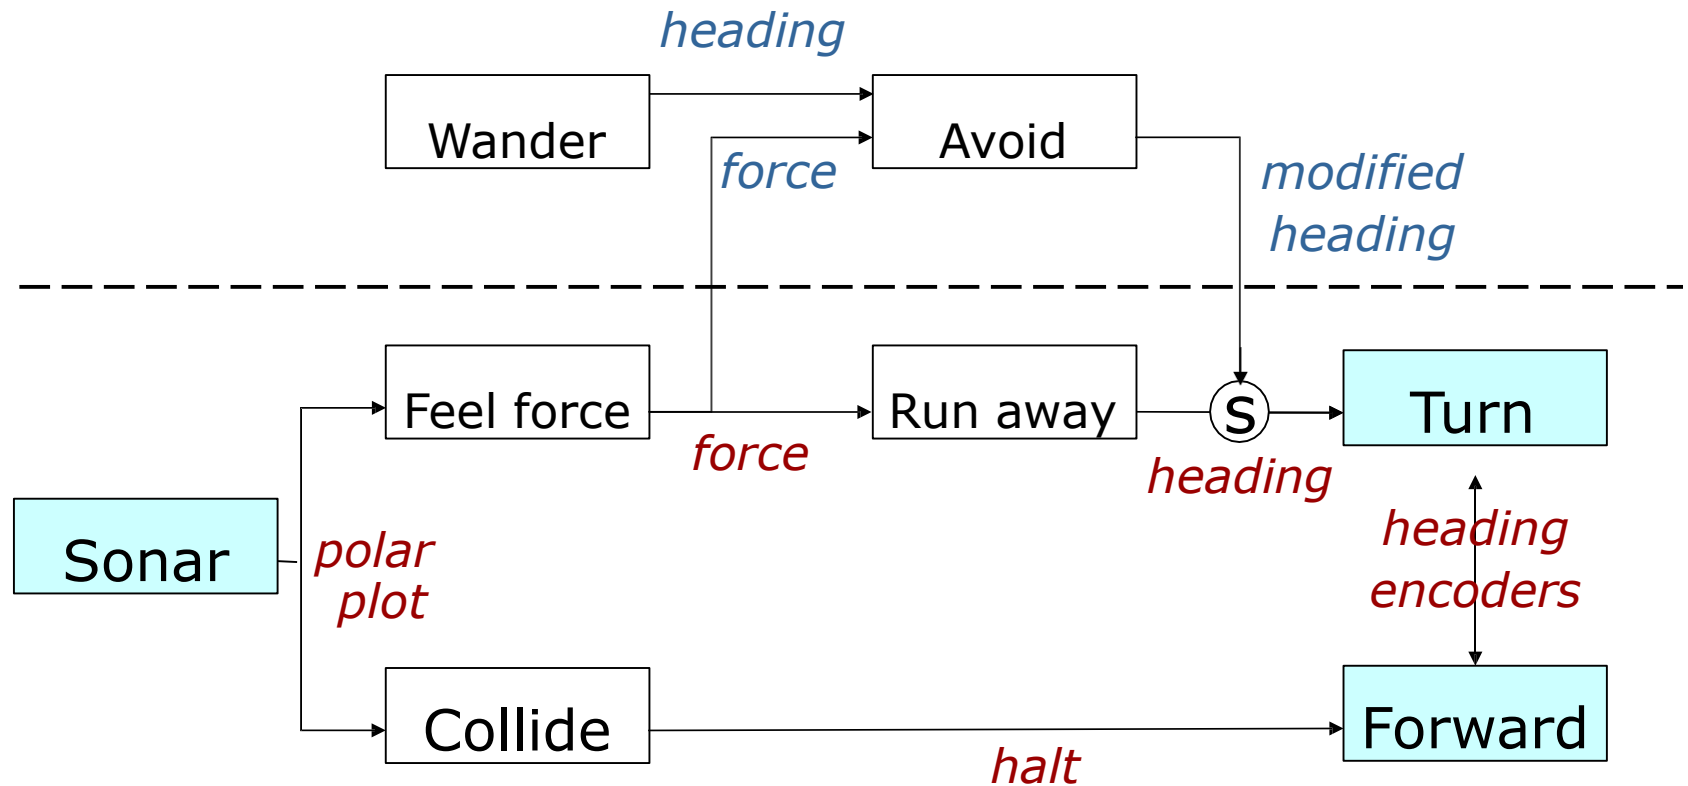 heading
Wander
Avoid
force
modified
heading
Feel force
Run away
S
Turn
force
heading
Sonar
polar
plot
heading
encoders
Collide
Forward
halt